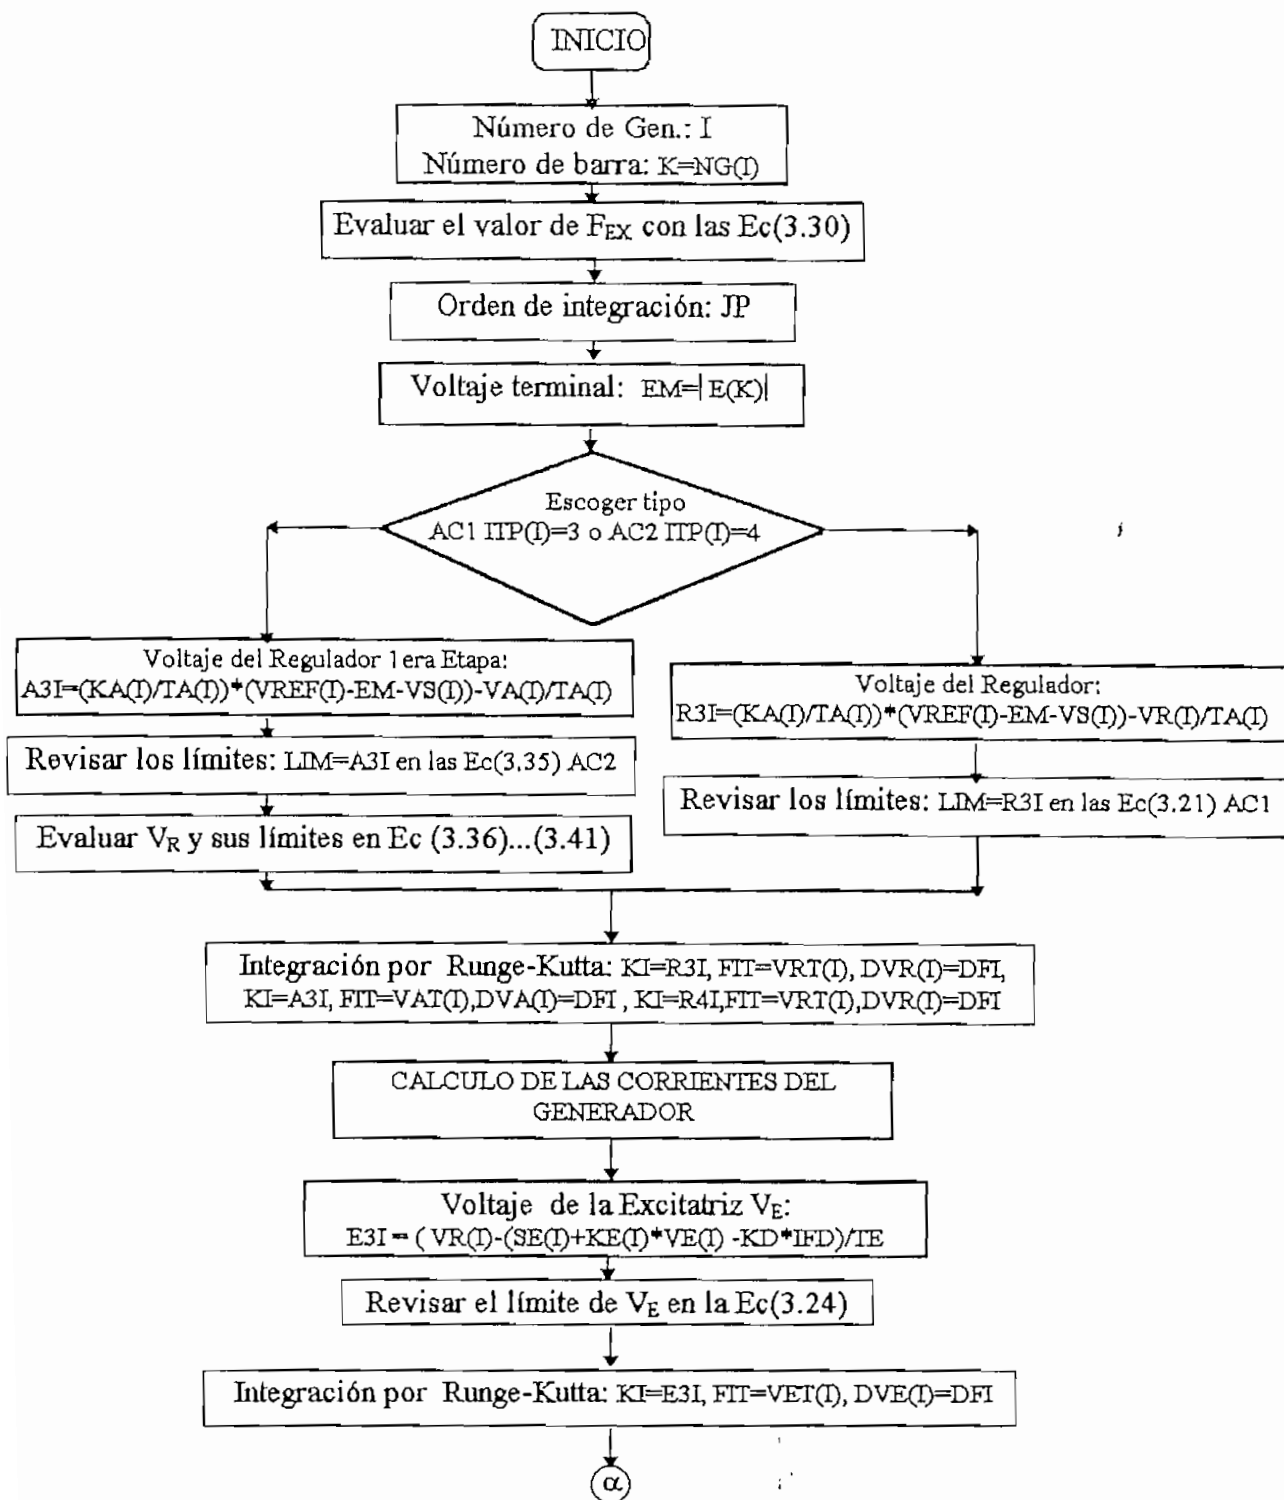 INICIO
Número de Gen.: I
Número de barra: K=NG(I)
Evaluar el valor de FEX con las Ec(3.30)
Orden de integración: JP
Voltaje terminal: EM=|E(K)|
Escoger tipo
AC1 ITP(I)=3 o AC2 ITP(I)=4
Voltaje del Regulador 1era Etapa:
A3I=(KA(I)/TA(I))*(VREF(I)-EM-VS(I))-VA(I)/TA(I)
Revisar los límites: LIM=A3I en las Ec(3.35) AC2
Evaluar VR y sus límites en Ec (3.36)...(3.41)
Voltaje del Regulador:
R3I=(KA(I)/TA(I))*(VREF(I)-EM-VS(I))-VR(I)/TA(I)
Revisar los límites: LIM=R3I en las Ec(3.21) AC1
Integración por Runge-Kutta: KI=R3I, FIT=VRT(I), DVR(I)=DFI,
KI=A3I, FIT=VAT(I),DVA(I)=DFI , KI=R4I,FIT=VRT(I),DVR(I)=DFI
CALCULO DE LAS CORRIENTES DEL
GENERADOR
Voltaje de la Excitatriz VE:
E3I = ( VR(I)-(SE(I)+KE(I)*VE(I) -KD*IFD)/TE
Revisar el límite de VE en la Ec(3.24)
Integración por Runge-Kutta: KI=E3I, FIT=VET(I), DVE(I)=DFI
α